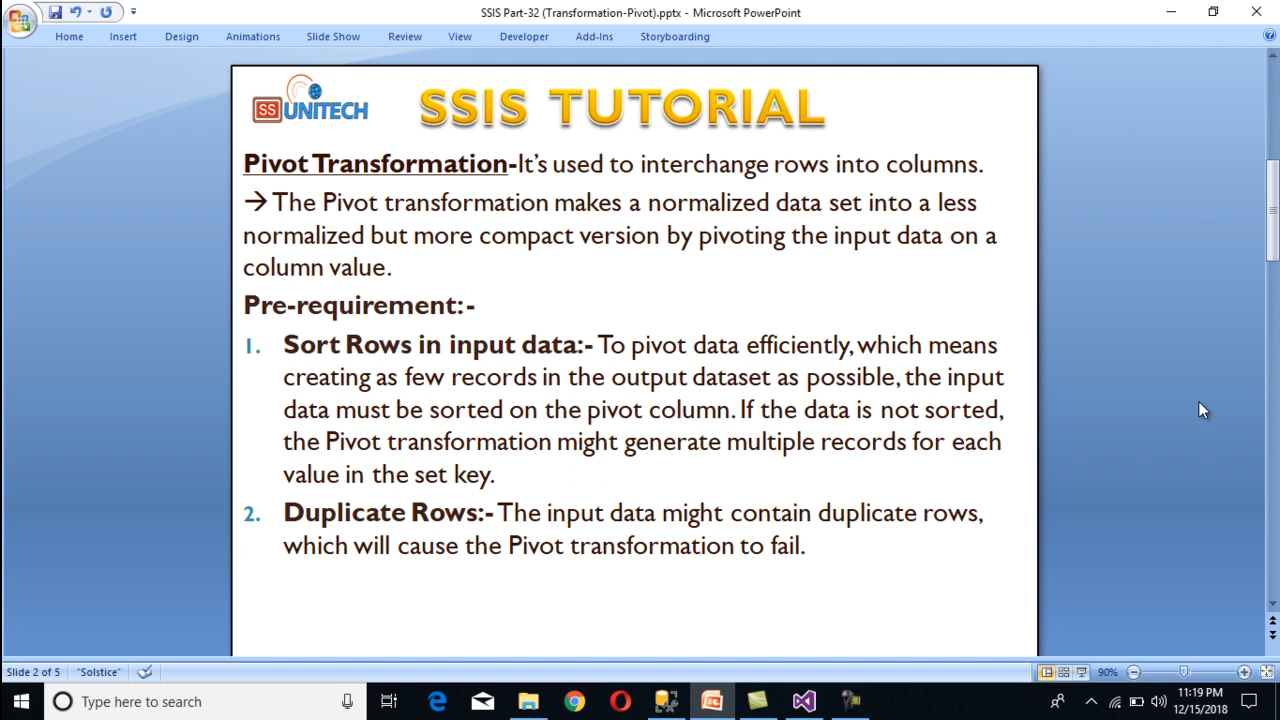 SSIS Part-32 (Transformation-Pivot).pptx - Microsoft PowerPoint
Home Insert Design Animations Slide Show Review View Developer Add-Ins Storyboarding
SS UNITECH
SSIS TUTORIAL
Pivot Transformation-It's used to interchange rows into columns.
→ The Pivot transformation makes a normalized data set into a less
normalized but more compact version by pivoting the input data on a
column value.
Pre-requirement:-
1. Sort Rows in input data:- To pivot data efficiently, which means
creating as few records in the output dataset as possible, the input
data must be sorted on the pivot column. If the data is not sorted,
the Pivot transformation might generate multiple records for each
value in the set key.
2. Duplicate Rows:- The input data might contain duplicate rows,
which will cause the Pivot transformation to fail.
Slide 2 of 5 "Solstice" 90%
Type here to search
11:19 PM
12/15/2018